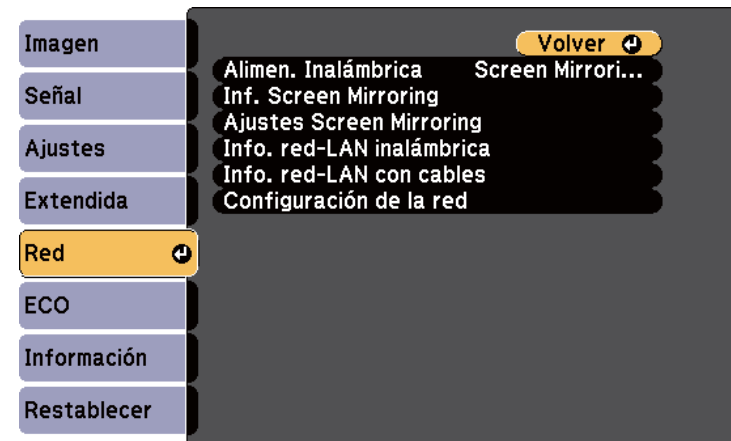 Imagen
Señal
Ajustes
Extendida
Red
ECO
Información
Restablecer
Volver
Alimen. Inalámbrica Screen Mirrori...
Inf. Screen Mirroring
Ajustes Screen Mirroring
Info. red-LAN inalámbrica
Info. red-LAN con cables
Configuración de la red